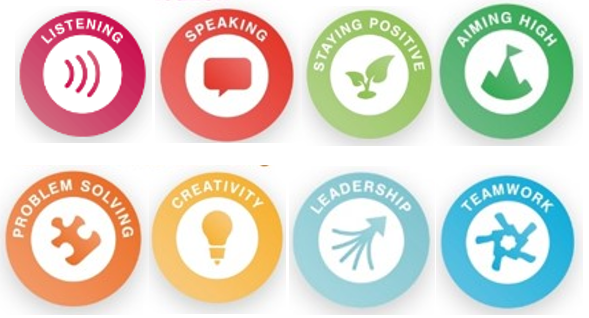 LISTENING
SPEAKING
STAYING POSITIVE
AIMING HIGH
PROBLEM SOLVING
CREATIVITY
LEADERSHIP
TEAMWORK